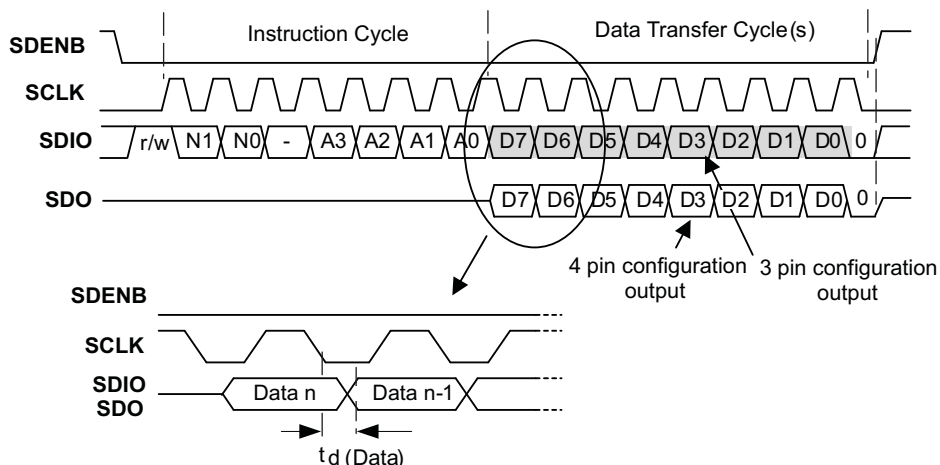 Instruction Cycle Data Transfer Cycle(s)
SDENB
SCLK
SDIO r/w N1 N0 - A3 A2 A1 A0 D7 D6 D5 D4 D3 D2 D1 D0 0
SDO D7 D6 D5 D4 D3 D2 D1 D0 0
4 pin configuration output
3 pin configuration output
SDENB
SCLK
SDIO
SDO
Data n Data n-1
td (Data)